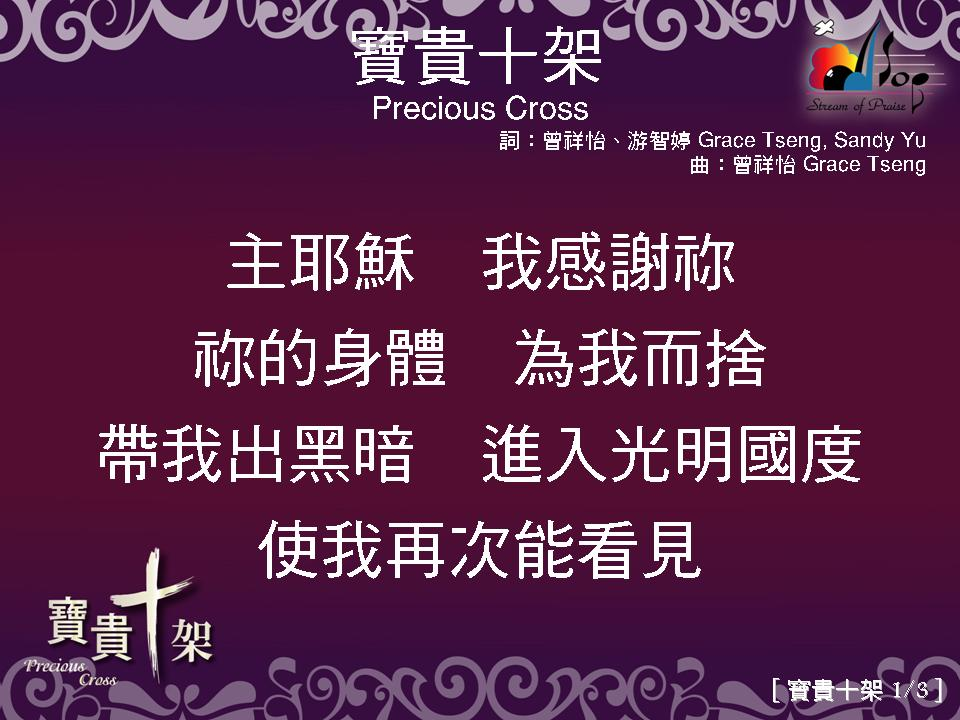 寶貴十架
Precious Cross
Stream of Praise
詞：曾祥怡、游智婷 Grace Tseng, Sandy Yu
曲：曾祥怡 Grace Tseng
主耶穌　我感謝祢
祢的身體　為我而捨
帶我出黑暗　進入光明國度
使我再次能看見
寶貴十架
Precious
Cross
[ 寶貴十架 1/3 ]